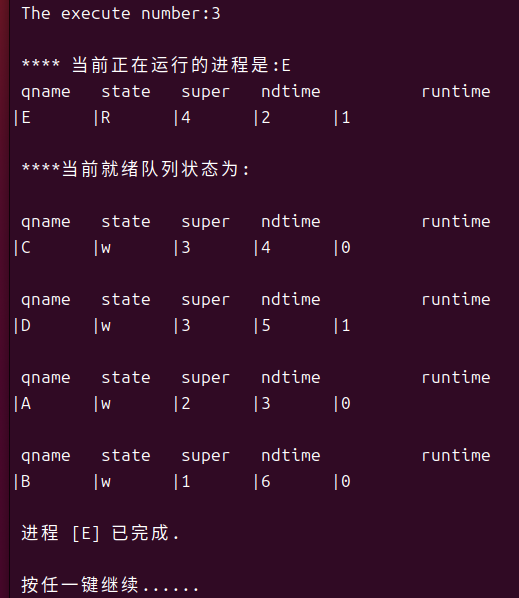 The execute number:3
**** 当前正在运行的进程是:E
qname state super ndtime runtime
|E |R |4 |2 |1
****当前就绪队列状态为:
qname state super ndtime runtime
|C |w |3 |4 |0
qname state super ndtime runtime
|D |w |3 |5 |1
qname state super ndtime runtime
|A |w |2 |3 |0
qname state super ndtime runtime
|B |w |1 |6 |0
进程 [E] 已完成.
按任一键继续......